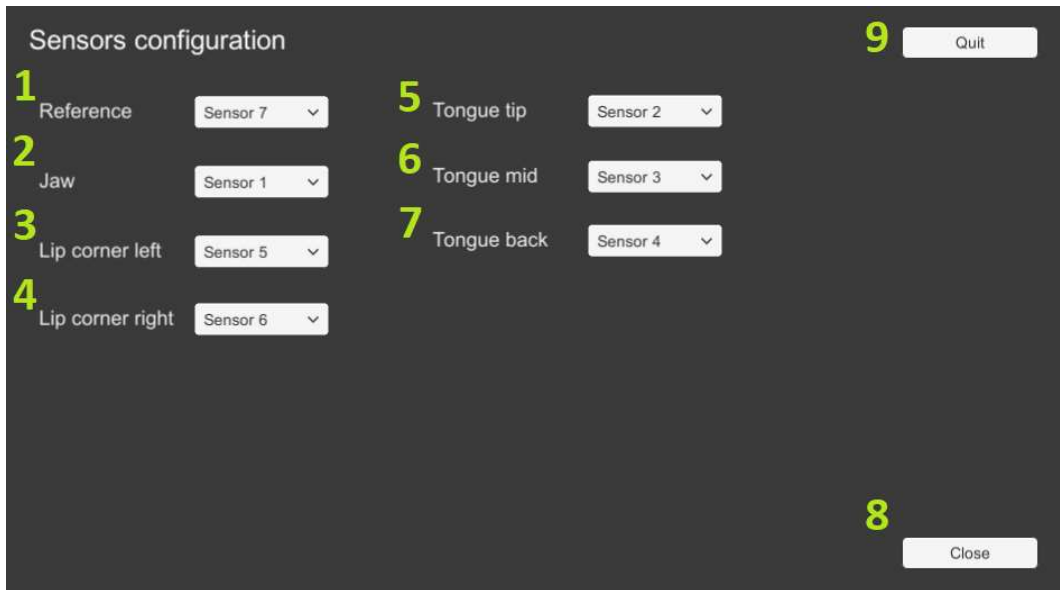 Sensors configuration
9 Quit
1 Reference Sensor 7
5 Tongue tip Sensor 2
2 Jaw Sensor 1
6 Tongue mid Sensor 3
3 Lip corner left Sensor 5
7 Tongue back Sensor 4
4 Lip corner right Sensor 6
8 Close